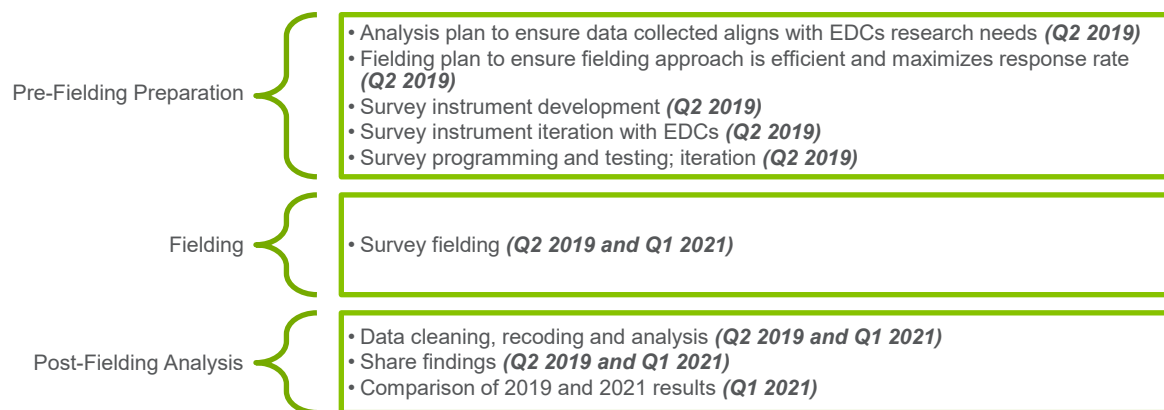 Pre-Fielding Preparation
• Analysis plan to ensure data collected aligns with EDCs research needs (Q2 2019)
• Fielding plan to ensure fielding approach is efficient and maximizes response rate
(Q2 2019)
• Survey instrument development (Q2 2019)
• Survey instrument iteration with EDCs (Q2 2019)
• Survey programming and testing; iteration (Q2 2019)
Fielding
• Survey fielding (Q2 2019 and Q1 2021)
Post-Fielding Analysis
• Data cleaning, recoding and analysis (Q2 2019 and Q1 2021)
• Share findings (Q2 2019 and Q1 2021)
• Comparison of 2019 and 2021 results (Q1 2021)